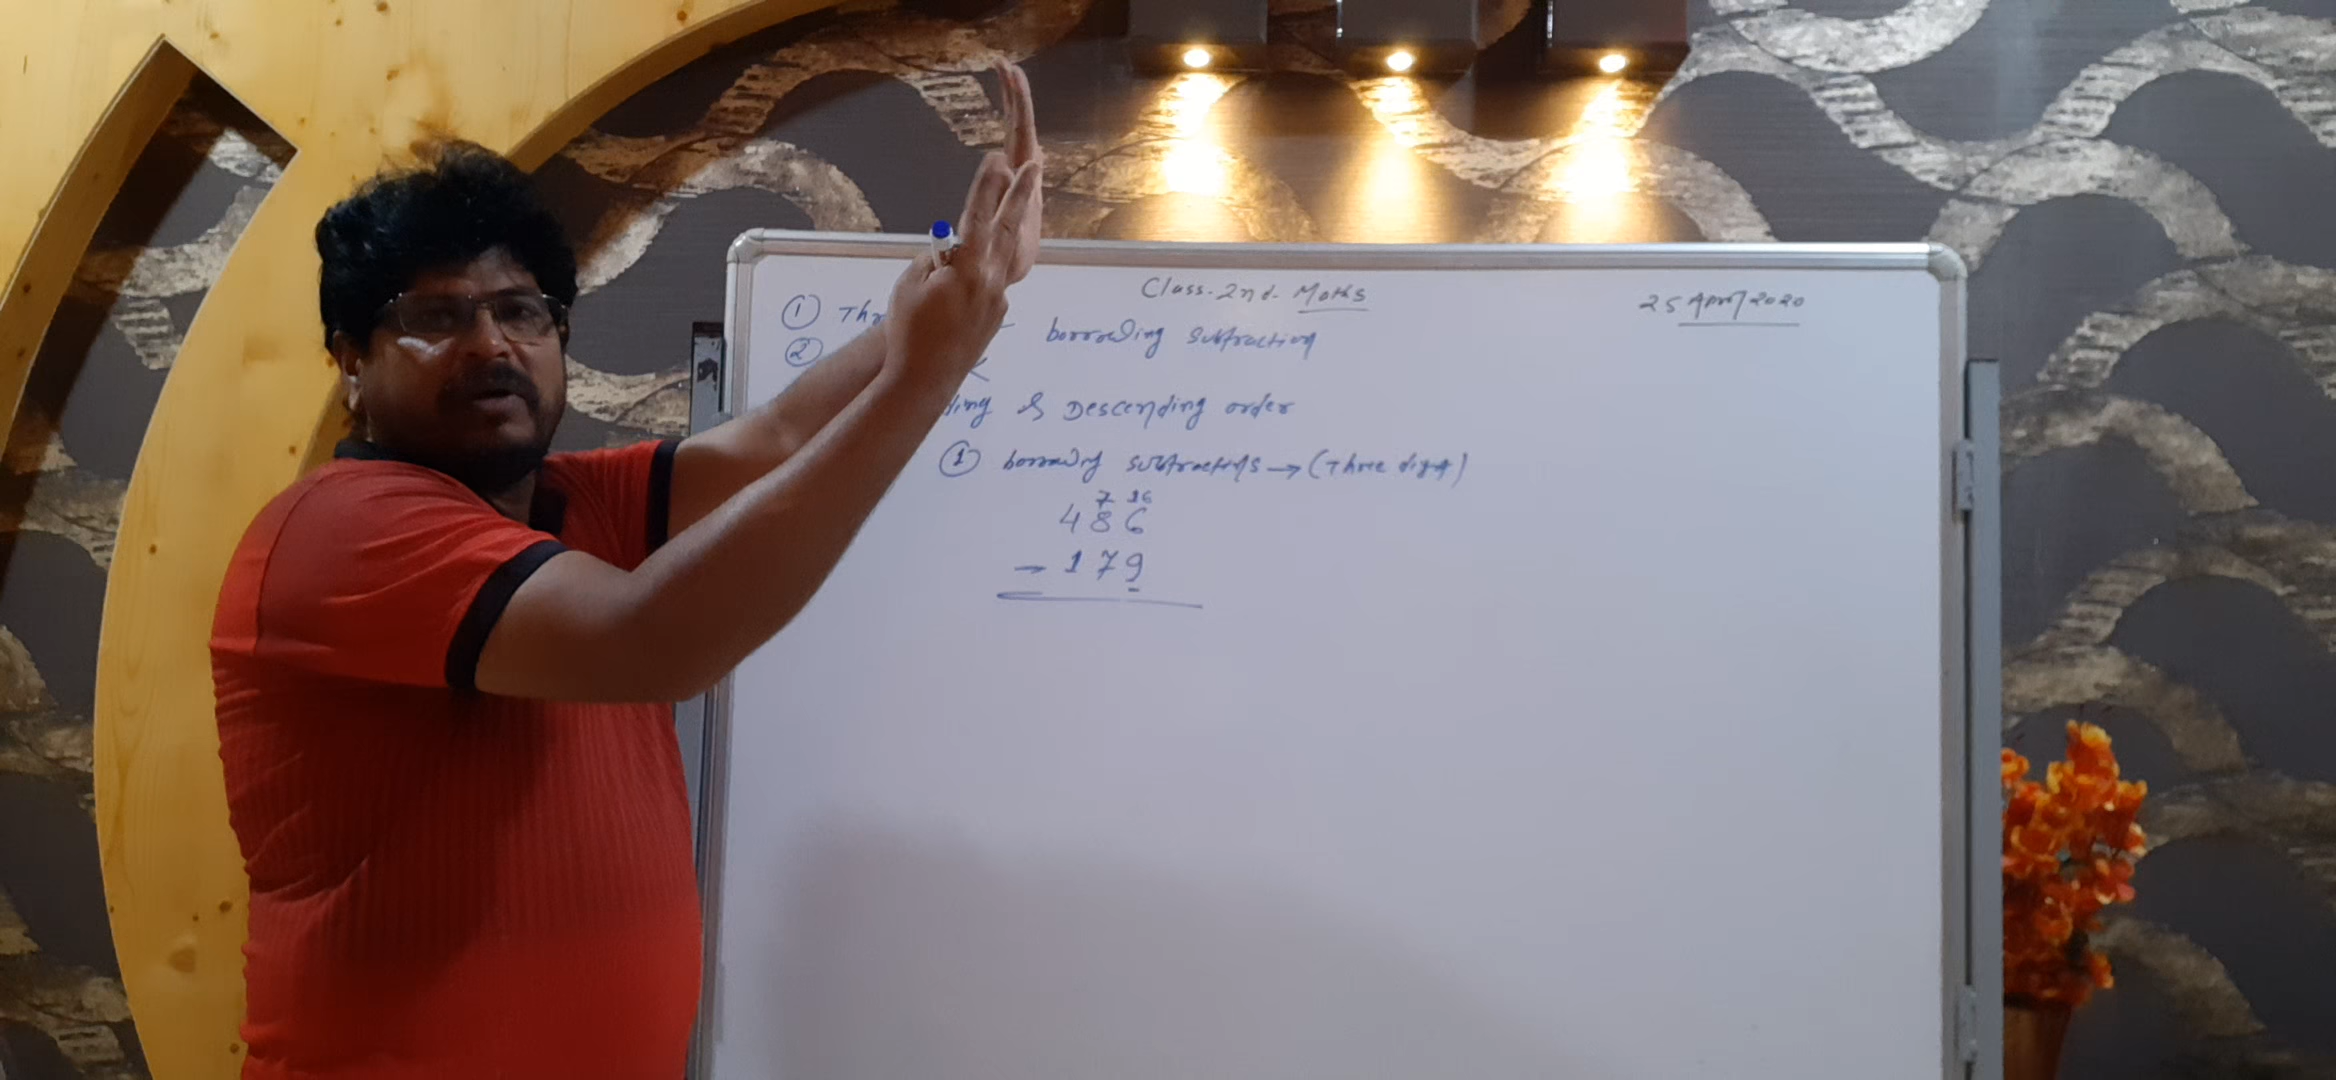 Class. 2nd. Maths
25 April 2020
① Thr borrowing subtraction
②
ding & Descending order
① borrowing subtractions → (Three digit)
7 16
4 8 6
- 1 7 9